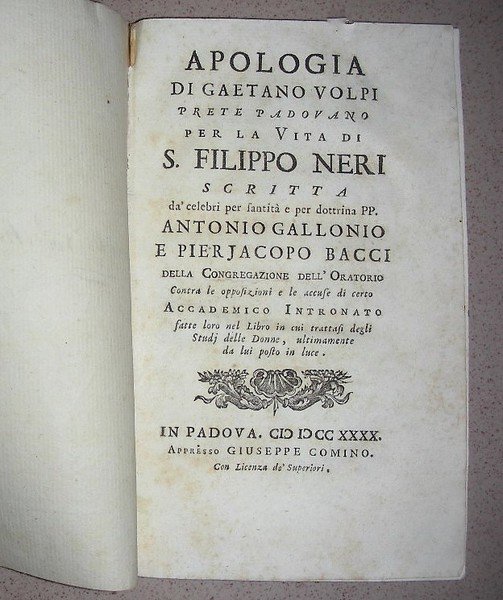 APOLOGIA
DI GAETANO VOLPI
PRETE PADOVANO
PER LA VITA DI
S. FILIPPO NERI
SCRITTA
da' celebri per ſantità e per dottrina PP.
ANTONIO GALLONIO
E PIERJACOPO BACCI
DELLA CONGREGAZIONE DELL' ORATORIO
Contra le oppoſizioni e le accuſe di certo
ACCADEMICO INTRONATO
fatte loro nel Libro in cui trattaſi degli
Studj delle Donne, ultimamente
da lui poſto in luce.
IN PADOVA. CIƆ IƆCC XXXX.
APPRESSO GIUSEPPE COMINO.
Con Licenza de' Superiori,